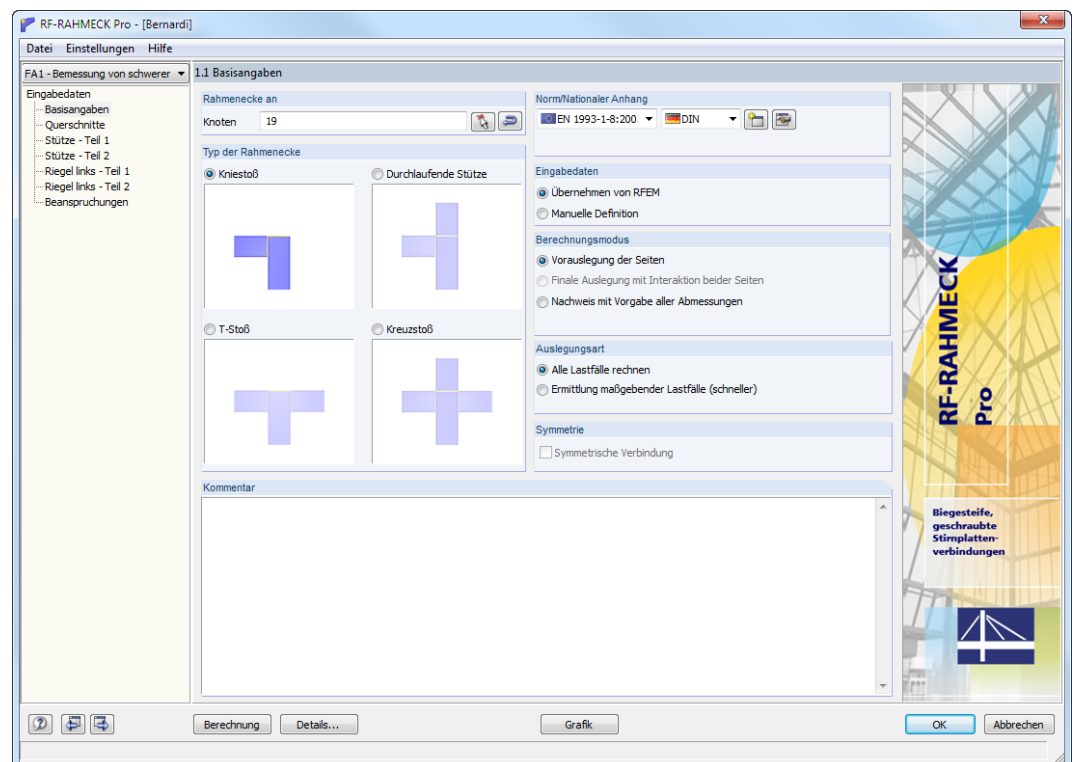 RF-RAHMECK Pro - [Bernardi]
Datei Einstellungen Hilfe
FA1 - Bemessung von schwerer
Eingabedaten
Basisangaben
Querschnitte
Stütze - Teil 1
Stütze - Teil 2
Riegel links - Teil 1
Riegel links - Teil 2
Beanspruchungen
1.1 Basisangaben
Rahmenecke an
Knoten 19
Typ der Rahmenecke
Kniestoß Durchlaufende Stütze
T-Stoß Kreuzstoß
Norm/Nationaler Anhang
EN 1993-1-8:200 DIN
Eingabedaten
Übernehmen von RFEM
Manuelle Definition
Berechnungsmodus
Vorauslegung der Seiten
Finale Auslegung mit Interaktion beider Seiten
Nachweis mit Vorgabe aller Abmessungen
Auslegungsart
Alle Lastfälle rechnen
Ermittlung maßgebender Lastfälle (schneller)
Symmetrie
Symmetrische Verbindung
Kommentar
RF-RAHMECK
Pro
Biegesteife,
geschraubte
Stirnplatten-
verbindungen
Berechnung Details... Grafik OK Abbrechen